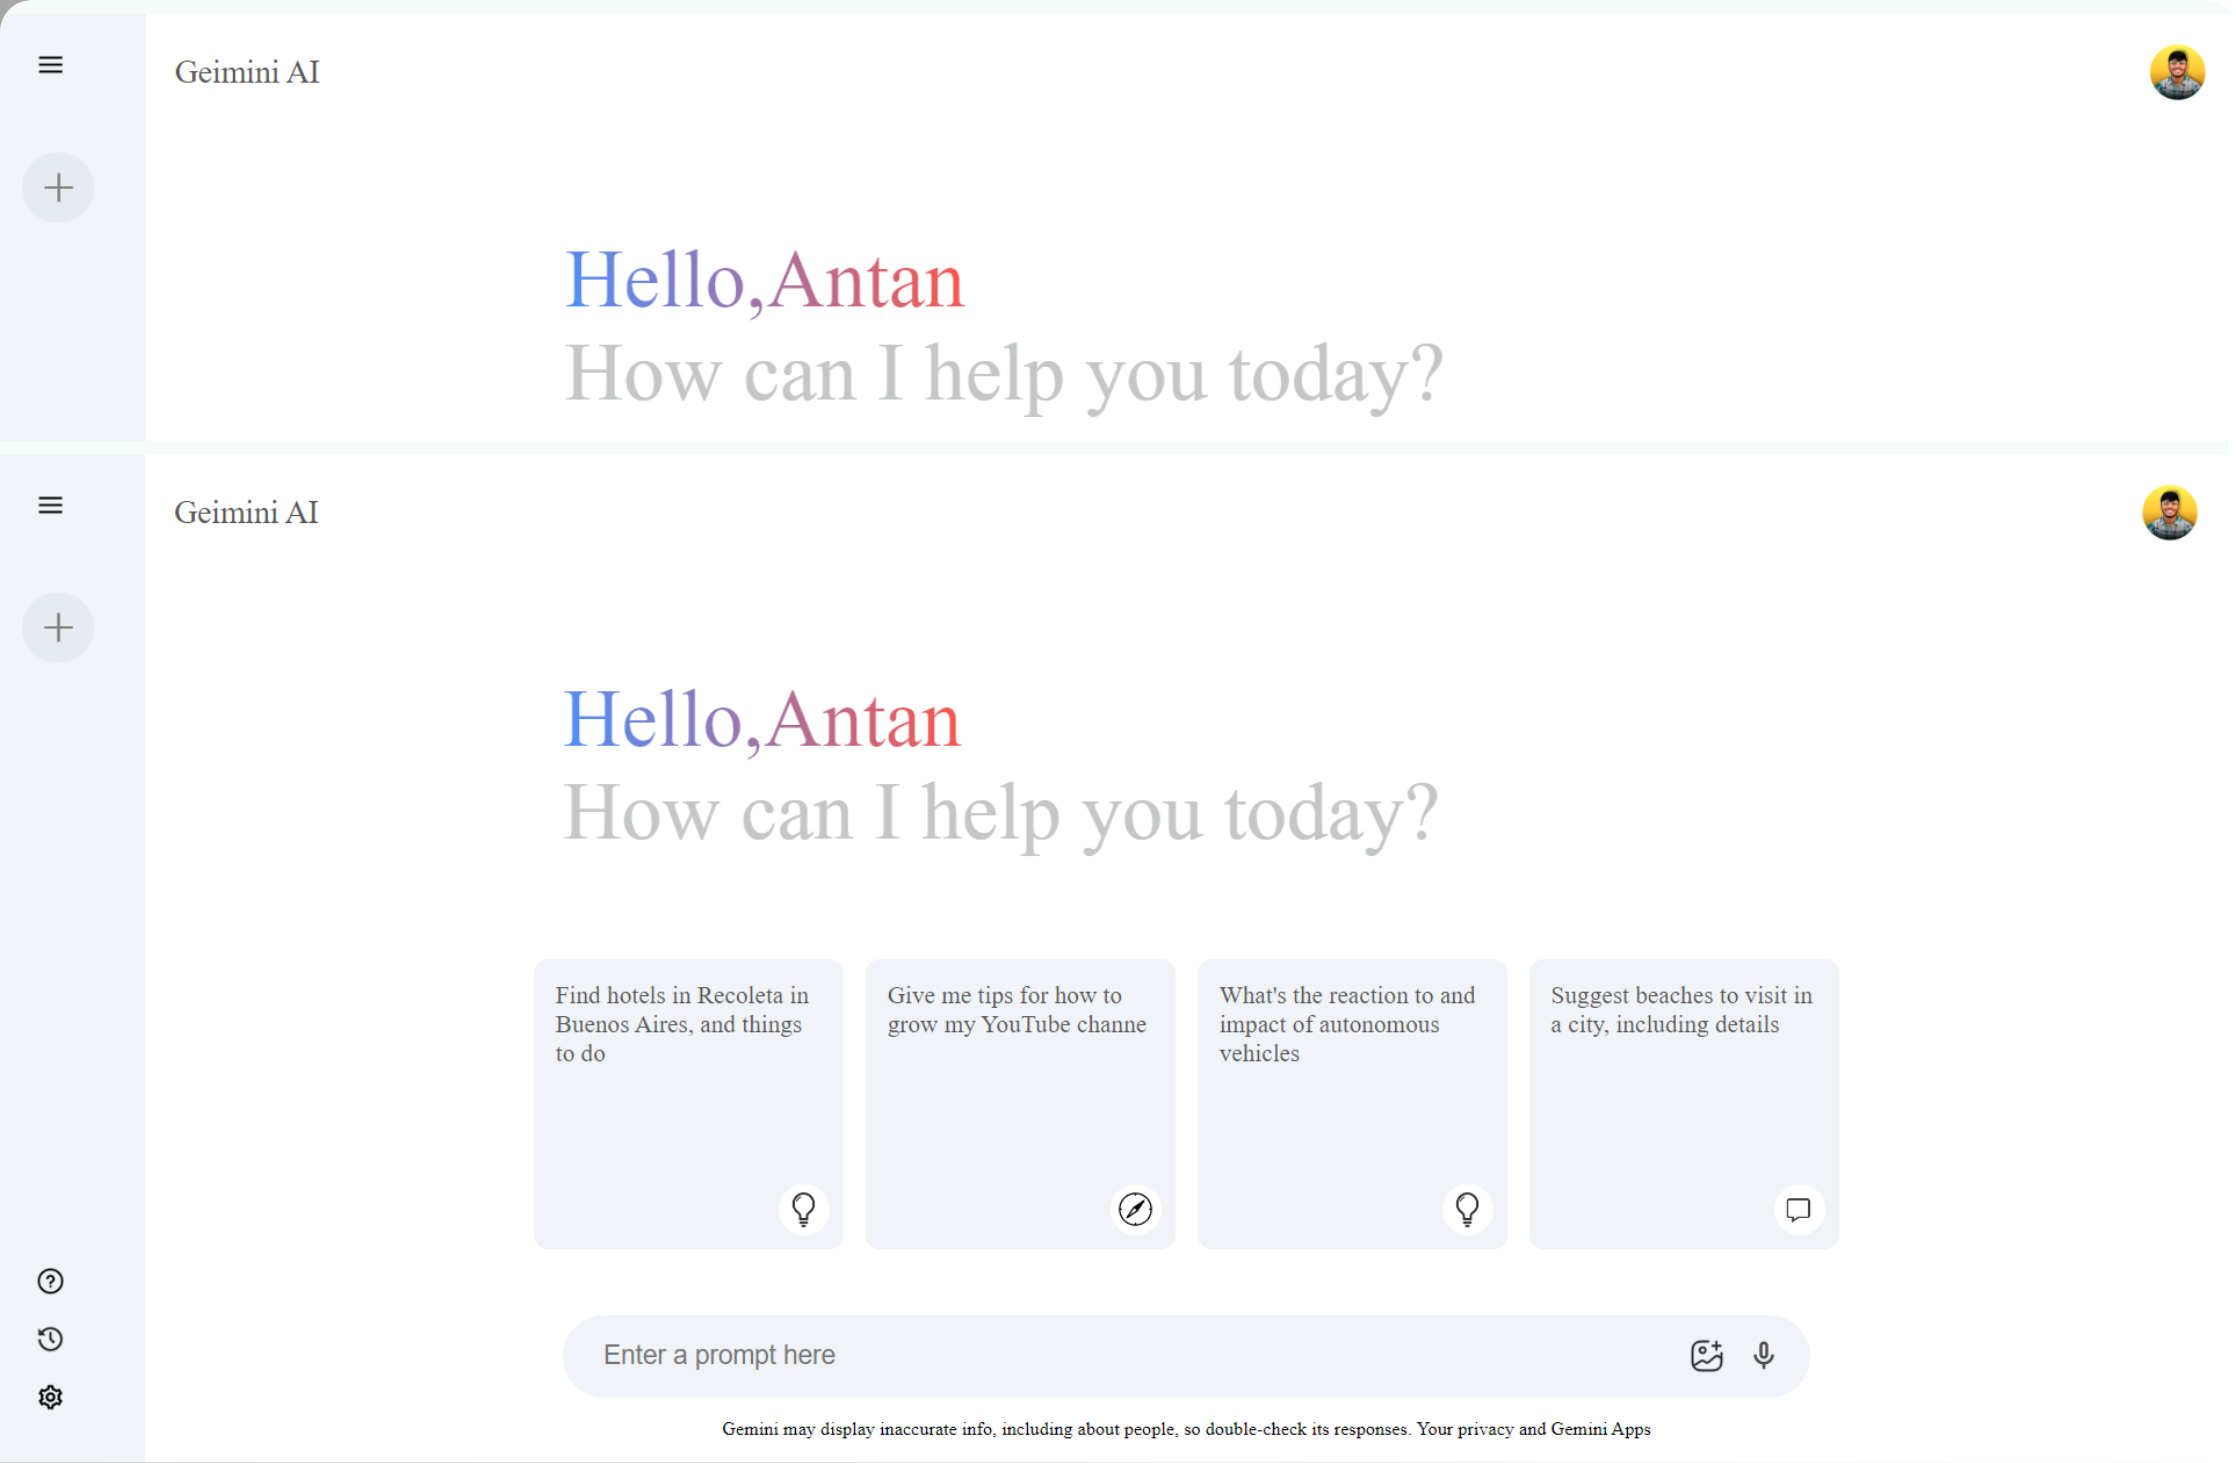 Geimini AI
Hello,Antan
How can I help you today?
Geimini AI
Hello,Antan
How can I help you today?
Find hotels in Recoleta in
Buenos Aires, and things
to do
Give me tips for how to
grow my YouTube channe
What's the reaction to and
impact of autonomous
vehicles
Suggest beaches to visit in
a city, including details
Enter a prompt here
Gemini may display inaccurate info, including about people, so double-check its responses. Your privacy and Gemini Apps